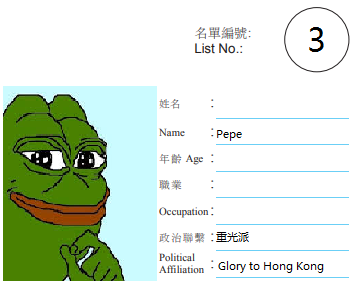 名單編號:
List No.:
3
姓名 :
Name : Pepe
年齡 Age :
職業 :
Occupation :
政治聯繫 : 重光派
Political : Glory to Hong Kong
Affiliation